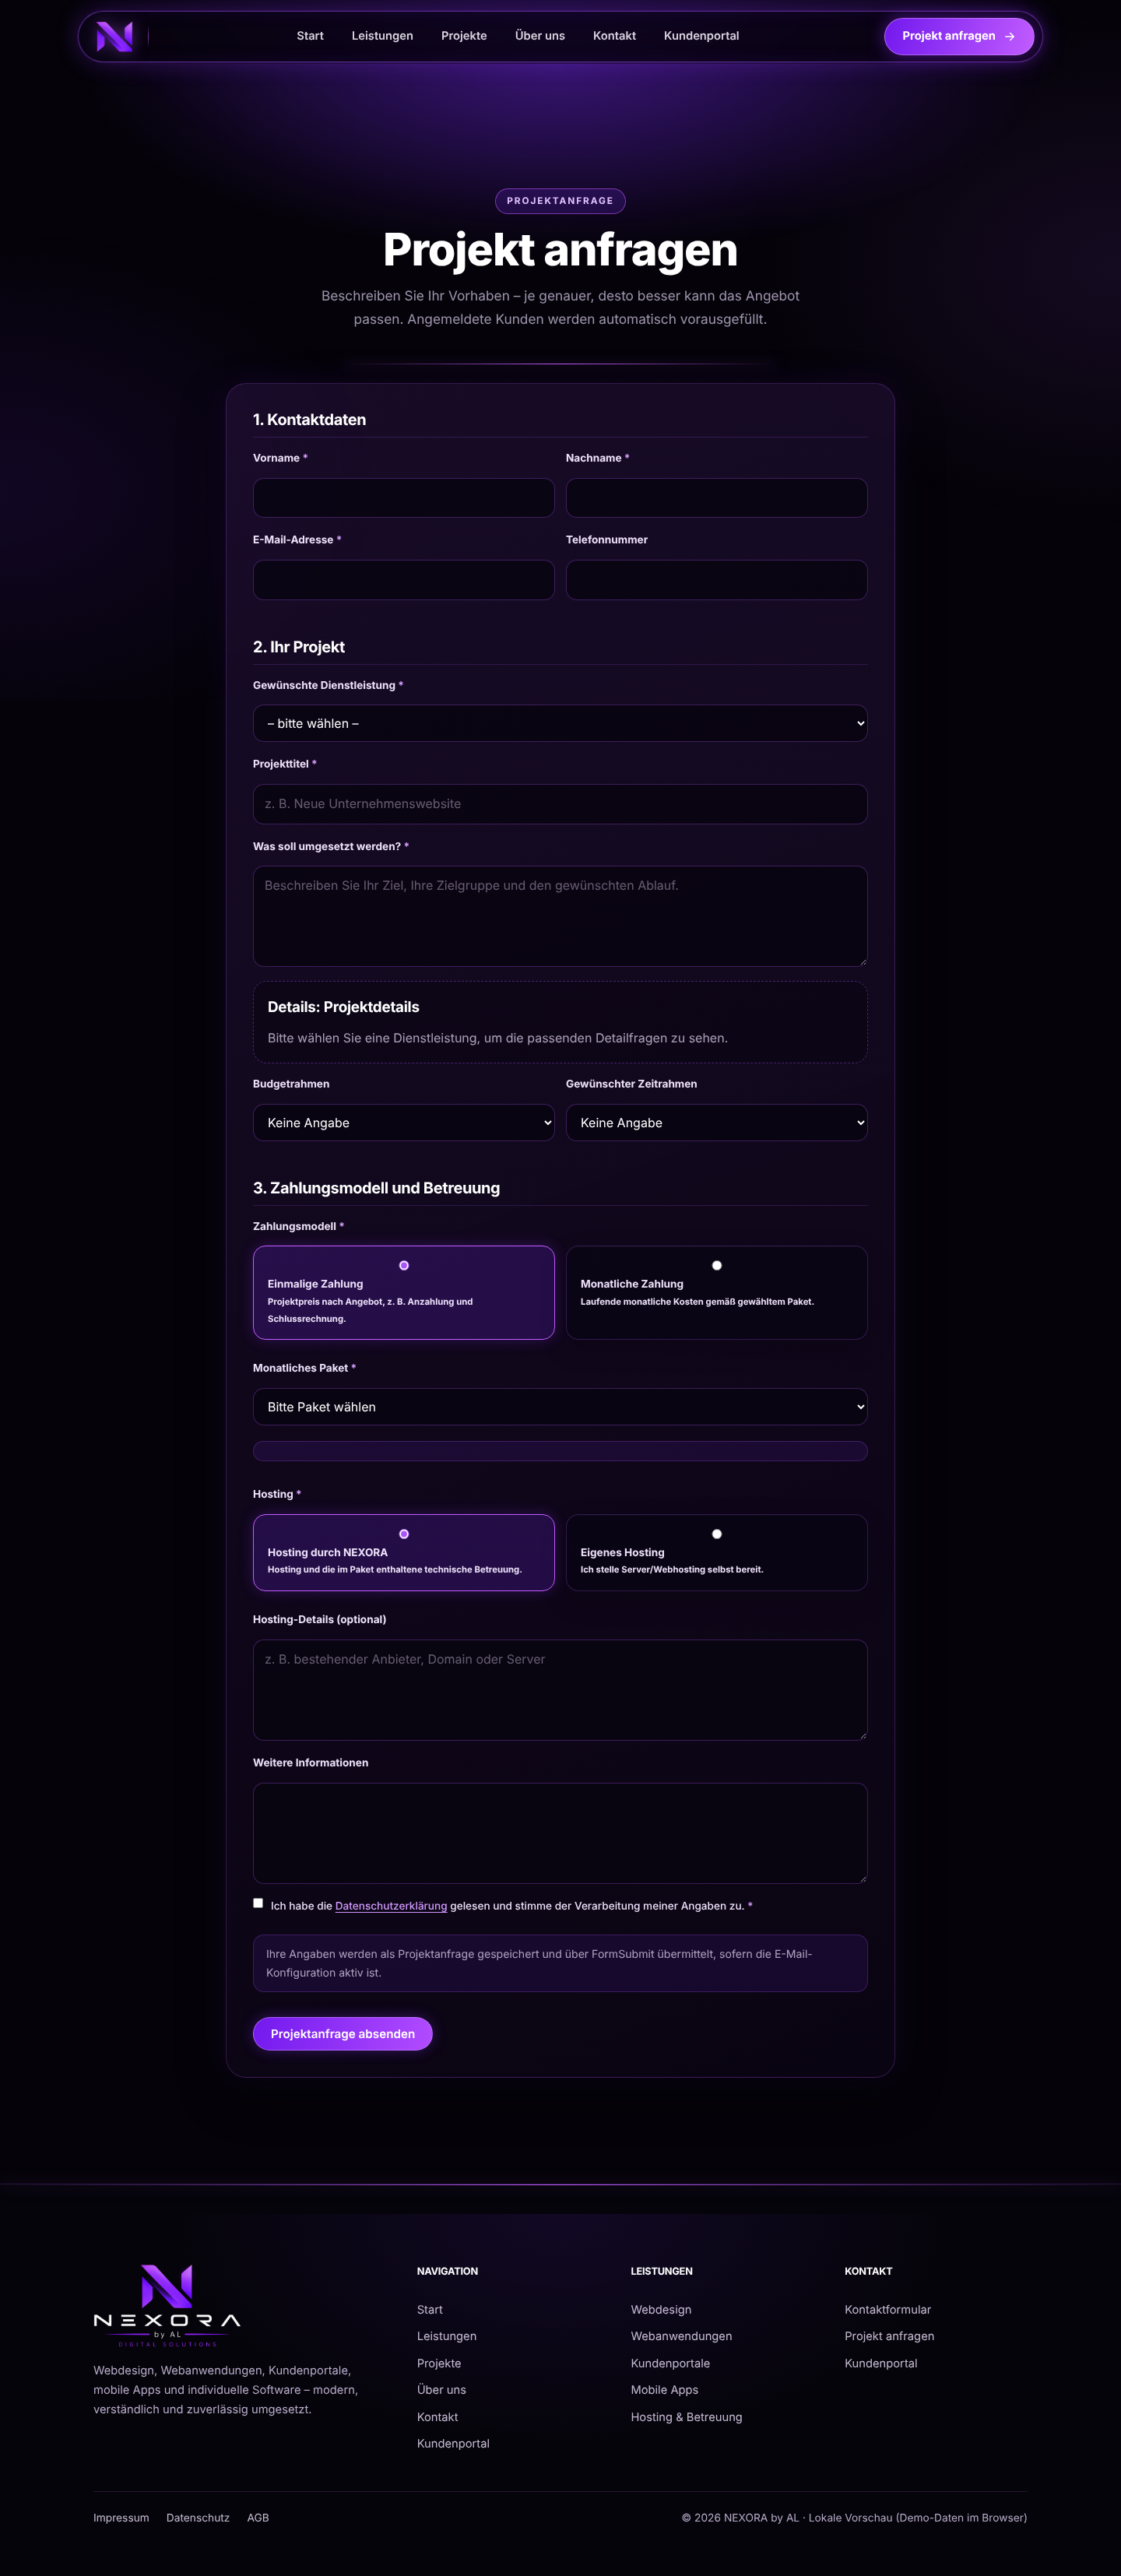 Start Leistungen Projekte Über uns Kontakt Kundenportal Projekt anfragen →
PROJEKTANFRAGE
Projekt anfragen
Beschreiben Sie Ihr Vorhaben – je genauer, desto besser kann das Angebot
passen. Angemeldete Kunden werden automatisch vorausgefüllt.
1. Kontaktdaten
Vorname * Nachname *
E-Mail-Adresse * Telefonnummer
2. Ihr Projekt
Gewünschte Dienstleistung *
– bitte wählen –
Projekttitel *
z. B. Neue Unternehmenswebsite
Was soll umgesetzt werden? *
Beschreiben Sie Ihr Ziel, Ihre Zielgruppe und den gewünschten Ablauf.
Details: Projektdetails
Bitte wählen Sie eine Dienstleistung, um die passenden Detailfragen zu sehen.
Budgetrahmen Gewünschter Zeitrahmen
Keine Angabe Keine Angabe
3. Zahlungsmodell und Betreuung
Zahlungsmodell *
Einmalige Zahlung
Projektpreis nach Angebot, z. B. Anzahlung und
Schlussrechnung.
Monatliche Zahlung
Laufende monatliche Kosten gemäß gewähltem Paket.
Monatliches Paket *
Bitte Paket wählen
Hosting *
Hosting durch NEXORA
Hosting und die im Paket enthaltene technische Betreuung.
Eigenes Hosting
Ich stelle Server/Webhosting selbst bereit.
Hosting-Details (optional)
z. B. bestehender Anbieter, Domain oder Server
Weitere Informationen
Ich habe die Datenschutzerklärung gelesen und stimme der Verarbeitung meiner Angaben zu. *
Ihre Angaben werden als Projektanfrage gespeichert und über FormSubmit übermittelt, sofern die E-Mail-
Konfiguration aktiv ist.
Projektanfrage absenden
NEXORA
by AL
DIGITAL SOLUTIONS
Webdesign, Webanwendungen, Kundenportale,
mobile Apps und individuelle Software – modern,
verständlich und zuverlässig umgesetzt.
NAVIGATION
Start
Leistungen
Projekte
Über uns
Kontakt
Kundenportal
LEISTUNGEN
Webdesign
Webanwendungen
Kundenportale
Mobile Apps
Hosting & Betreuung
KONTAKT
Kontaktformular
Projekt anfragen
Kundenportal
Impressum Datenschutz AGB
© 2026 NEXORA by AL · Lokale Vorschau (Demo-Daten im Browser)